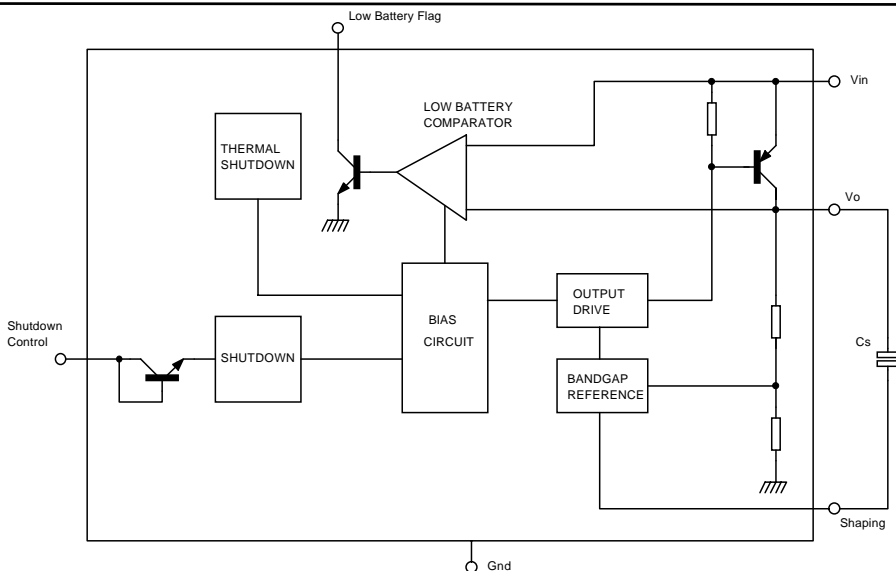 Low Battery Flag
Vin
LOW BATTERY
COMPARATOR
THERMAL
SHUTDOWN
Vo
BIAS
CIRCUIT
OUTPUT
DRIVE
Shutdown
Control
SHUTDOWN
Cs
BANDGAP
REFERENCE
Shaping
Gnd